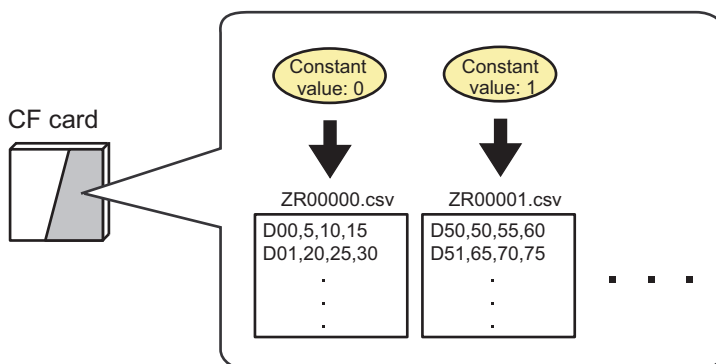 Constant
value: 0
Constant
value: 1
CF card
ZR00000.csv
ZR00001.csv
D00,5,10,15
D01,20,25,30
.
.
.
D50,50,55,60
D51,65,70,75
.
.
.
. . .